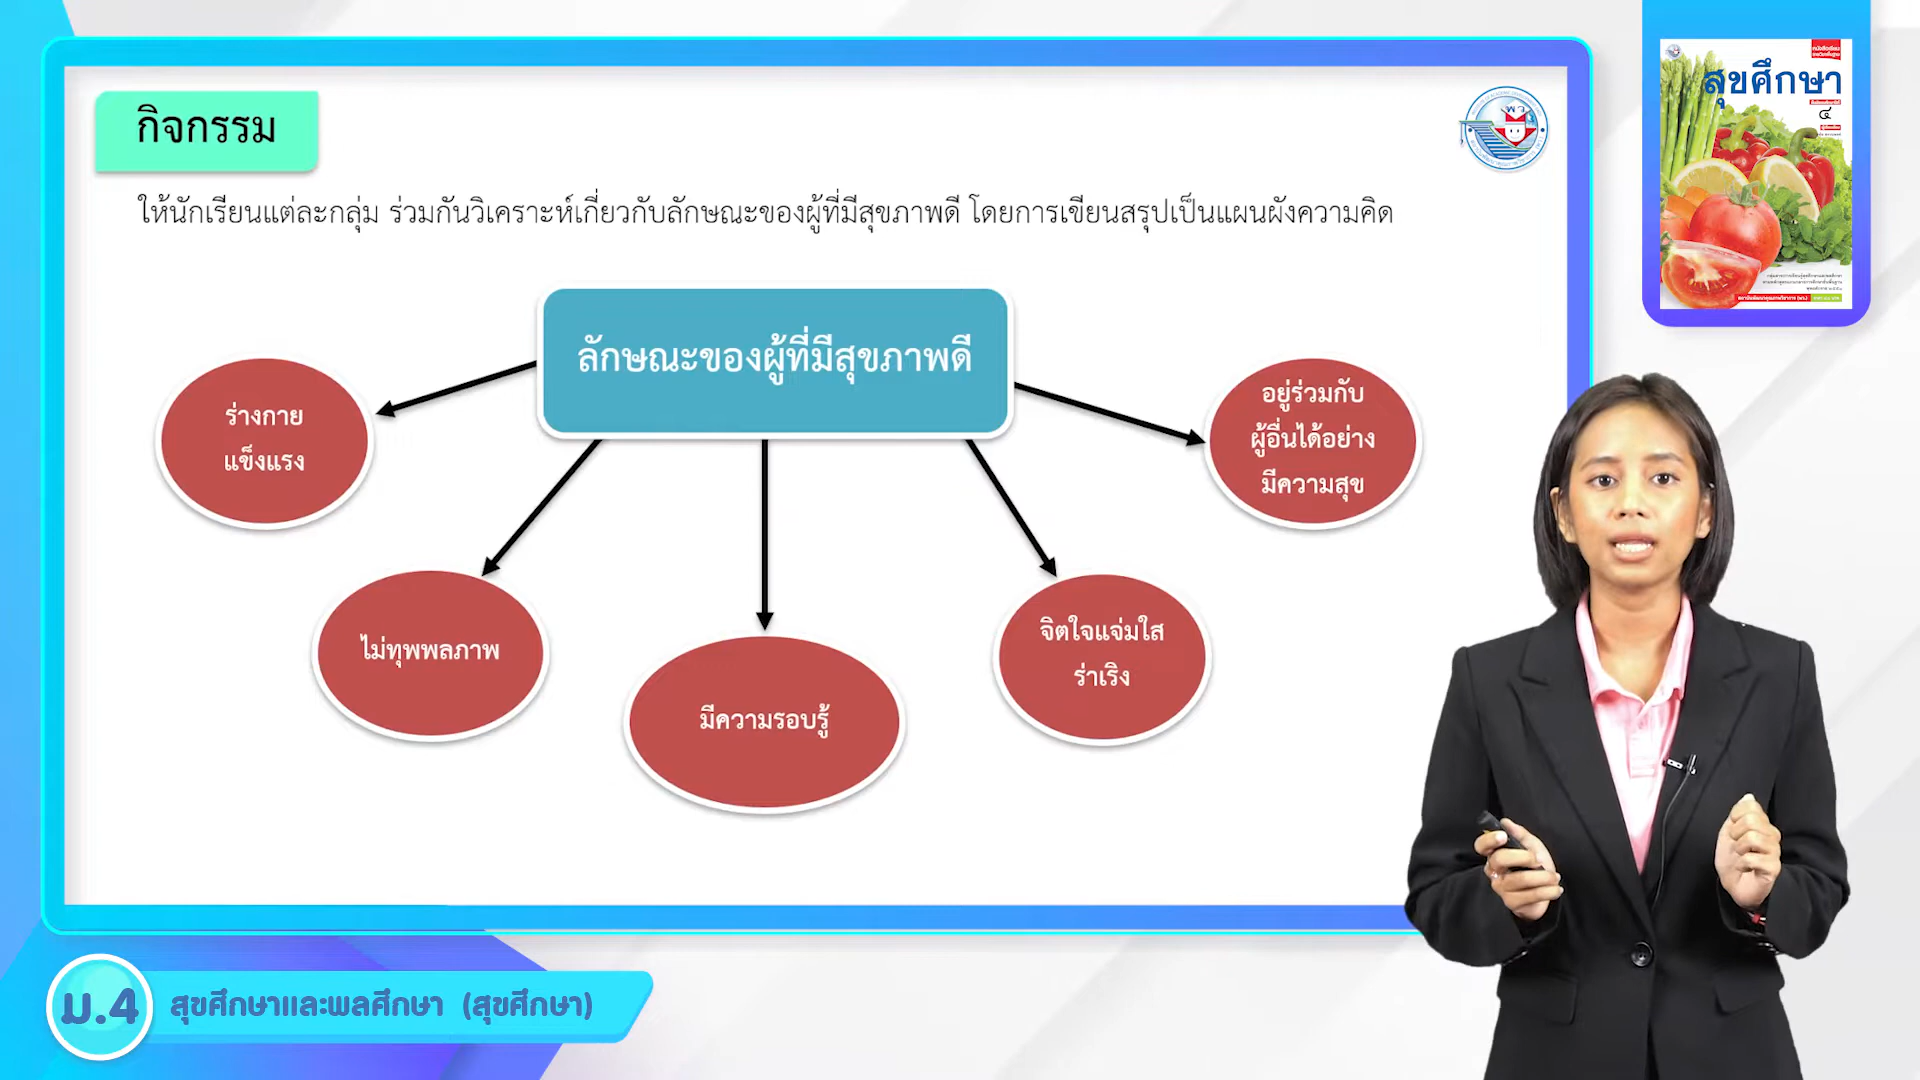 กิจกรรม
ให้นักเรียนแต่ละกลุ่ม ร่วมกันวิเคราะห์เกี่ยวกับลักษณะของผู้ที่มีสุขภาพดี โดยการเขียนสรุปเป็นแผนผังความคิด
ลักษณะของผู้ที่มีสุขภาพดี
ร่างกาย
แข็งแรง
ไม่ทุพพลภาพ
มีความรอบรู้
จิตใจแจ่มใส
ร่าเริง
อยู่ร่วมกับ
ผู้อื่นได้อย่าง
มีความสุข
พว
สุขศึกษา
๔
ม.4
สุขศึกษาและพลศึกษา (สุขศึกษา)